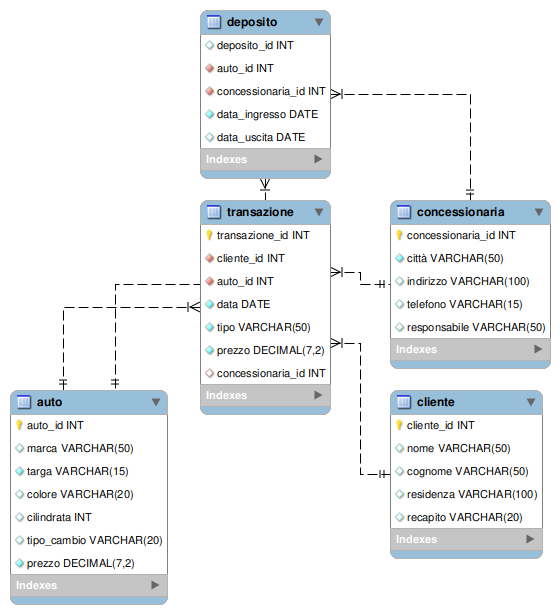 deposito
deposito_id INT
auto_id INT
concessionaria_id INT
data_ingresso DATE
data_uscita DATE
Indexes
transazione
transazione_id INT
cliente_id INT
auto_id INT
data DATE
tipo VARCHAR(50)
prezzo DECIMAL(7,2)
concessionaria_id INT
Indexes
concessionaria
concessionaria_id INT
città VARCHAR(50)
indirizzo VARCHAR(100)
telefono VARCHAR(15)
responsabile VARCHAR(50)
Indexes
auto
auto_id INT
marca VARCHAR(50)
targa VARCHAR(15)
colore VARCHAR(20)
cilindrata INT
tipo_cambio VARCHAR(20)
prezzo DECIMAL(7,2)
Indexes
cliente
cliente_id INT
nome VARCHAR(50)
cognome VARCHAR(50)
residenza VARCHAR(100)
recapito VARCHAR(20)
Indexes